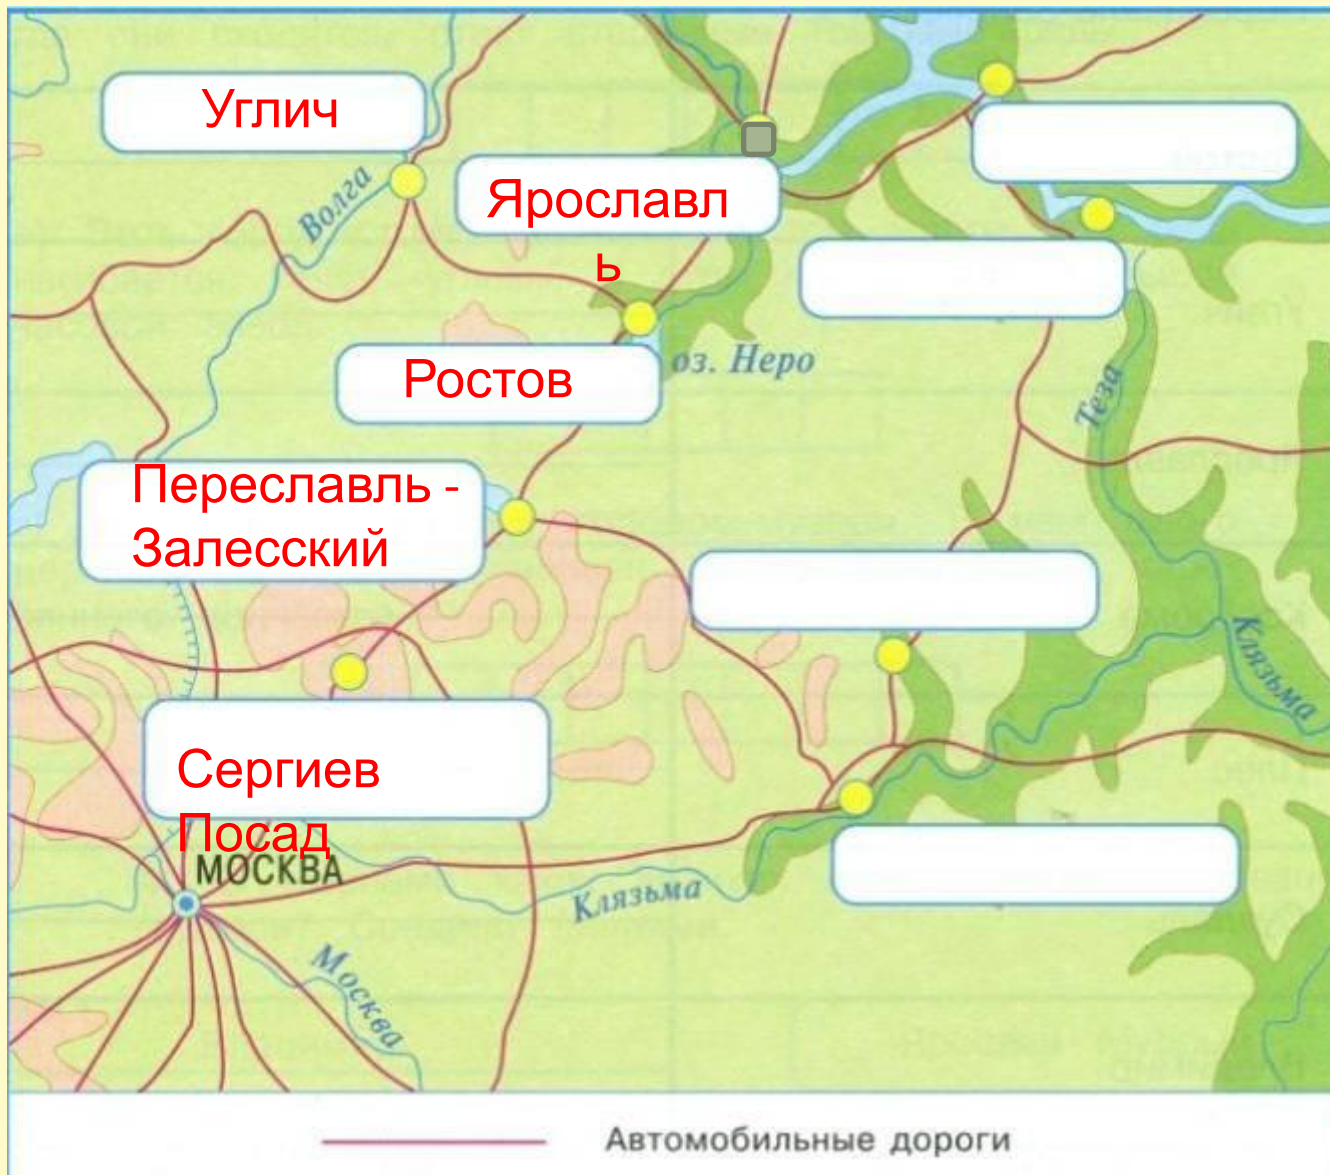 Углич
Ярославл
ь
Волга
оз. Неро
Ростов
Теза
Переславль -
Залесский
Клязьма
Сергиев
Посад
МОСКВА
Клязьма
Москва
Автомобильные дороги